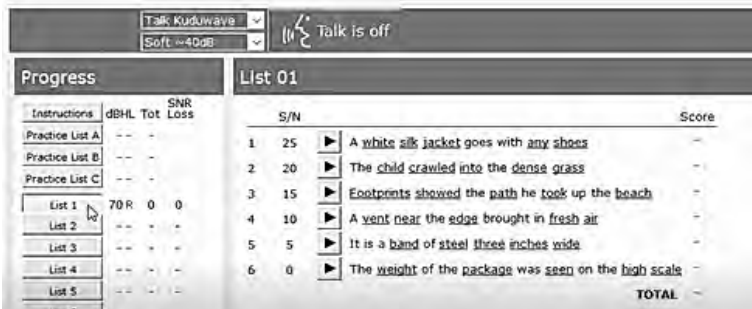 Talk Kuduwave
Soft ~40dB
Talk is off
Progress
Instructions dBHL Tot SNR Loss
Practice List A -- -
Practice List B -- -
Practice List C -- -
List 1 70 R 0 0
List 2 -- - -
List 3 -- - -
List 4 -- - -
List 5 -- - -
List 01
S/N Score
1 25 A white silk jacket goes with any shoes -
2 20 The child crawled into the dense grass -
3 15 Footprints showed the path he took up the beach -
4 10 A vent near the edge brought in fresh air -
5 5 It is a band of steel three inches wide -
6 0 The weight of the package was seen on the high scale -
TOTAL -